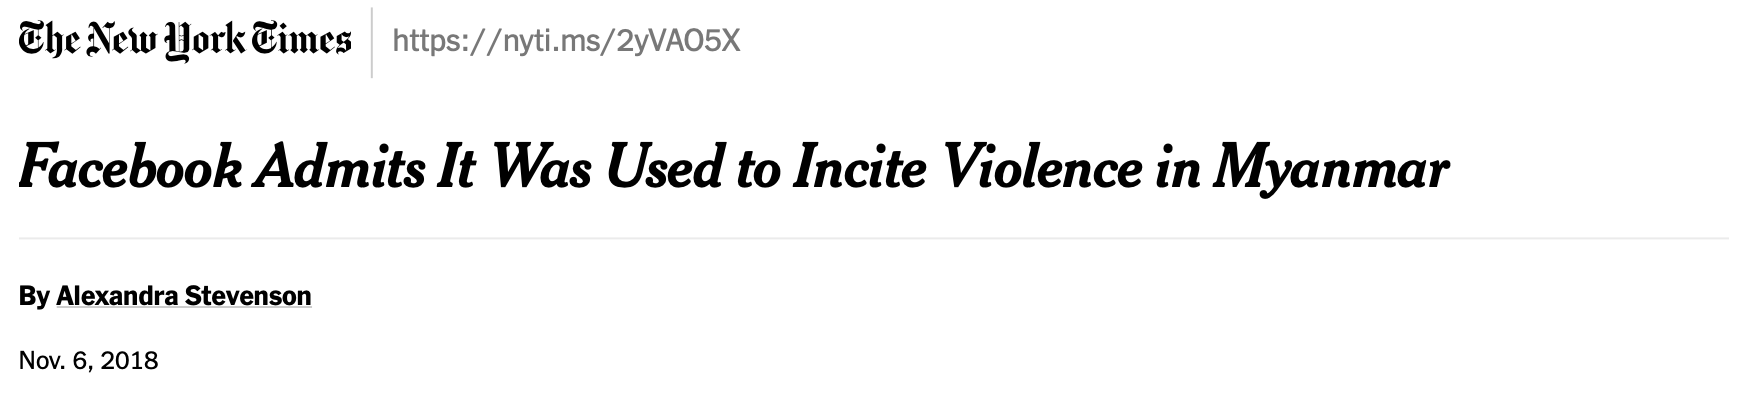 The New York Times https://nyti.ms/2yVAO5X
Facebook Admits It Was Used to Incite Violence in Myanmar
By Alexandra Stevenson
Nov. 6, 2018